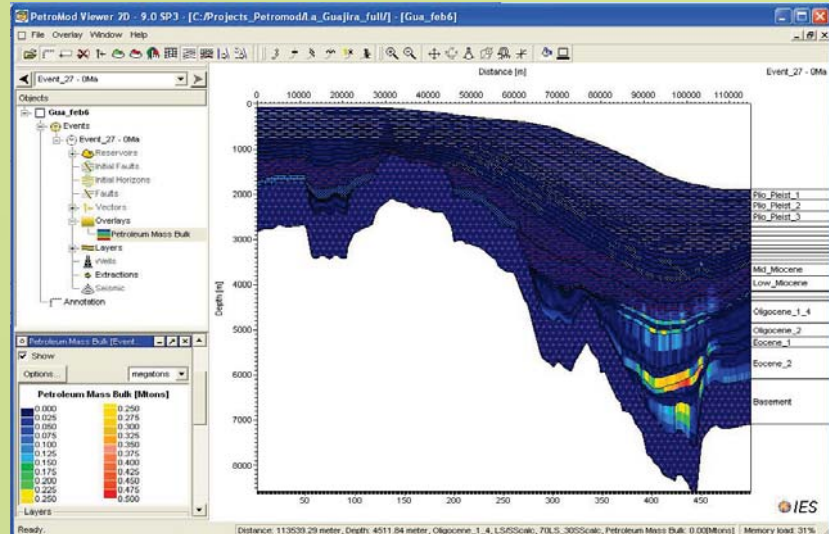 PetroMod Viewer 2D - 9.0 SP3 - [C:/Projects_Petromod/La_Guajira_full/] - [Gua_feb6]
File Overlay Window Help
Event_27 - 0Ma
Objects
Gua_feb6
Events
Event_27 - 0Ma
Reservoirs
Initial Faults
Initial Horizons
Faults
Vectors
Overlays
Petroleum Mass Bulk
Layers
Wells
Extractions
Seismic
Annotation
Petroleum Mass Bulk [Event
Show
Options...
megatons
Petroleum Mass Bulk [Mtons]
0.000 0.250
0.025 0.275
0.050 0.300
0.075 0.325
0.100 0.350
0.125 0.375
0.150 0.400
0.175 0.425
0.200 0.450
0.225 0.475
0.250 0.500
Layers
Distance [m]
Event_27 - 0Ma
0 10000 20000 30000 40000 50000 60000 70000 80000 90000 100000 110000
Depth [m]
0
1000
2000
3000
4000
5000
6000
7000
8000
50 100 150 200 250 300 350 400 450
Plio_Pleist_1
Plio_Pleist_2
Plio_Pleist_3
Mid_Miocene
Low_Miocene
Oligocene_1_4
Oligocene_2
Eocene_1
Eocene_2
Basement
IES
Ready.
Distance: 113539.29 meter, Depth: 4511.84 meter, Oligocene_1_4, LS/SScalc, 70LS_30SScalc, Petroleum Mass Bulk: 0.00[Mtons]
Memory load: 31%